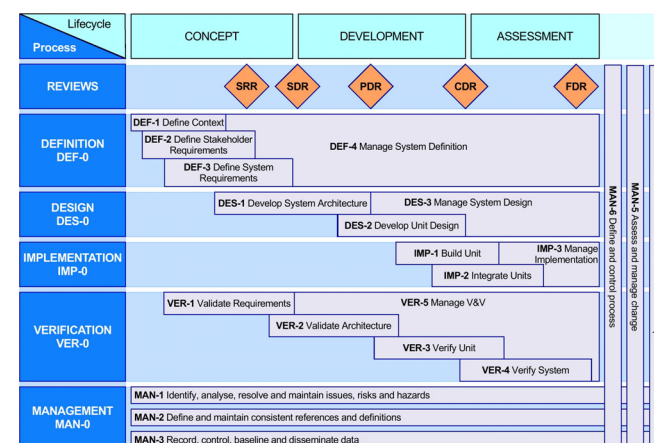 Lifecycle
Process
CONCEPT
DEVELOPMENT
ASSESSMENT
REVIEWS
SRR
SDR
PDR
CDR
FDR
DEFINITION
DEF-0
DEF-1 Define Context
DEF-2 Define Stakeholder
Requirements
DEF-3 Define System
Requirements
DEF-4 Manage System Definition
DESIGN
DES-0
DES-1 Develop System Architecture
DES-3 Manage System Design
DES-2 Develop Unit Design
IMPLEMENTATION
IMP-0
IMP-1 Build Unit
IMP-3 Manage
Implementation
IMP-2 Integrate Units
VERIFICATION
VER-0
VER-1 Validate Requirements
VER-5 Manage V&V
VER-2 Validate Architecture
VER-3 Verify Unit
VER-4 Verify System
MANAGEMENT
MAN-0
MAN-1 Identify, analyse, resolve and maintain issues, risks and hazards
MAN-2 Define and maintain consistent references and definitions
MAN-3 Record, control, baseline and disseminate data
MAN-6 Define and control process
MAN-5 Assess and manage change